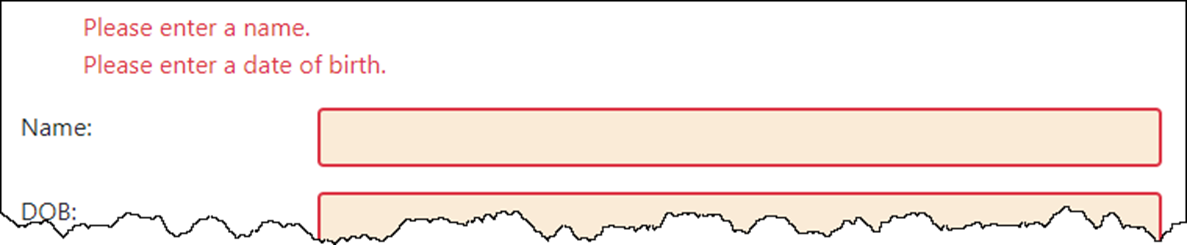 Please enter a name.
Please enter a date of birth.
Name:
DOB: